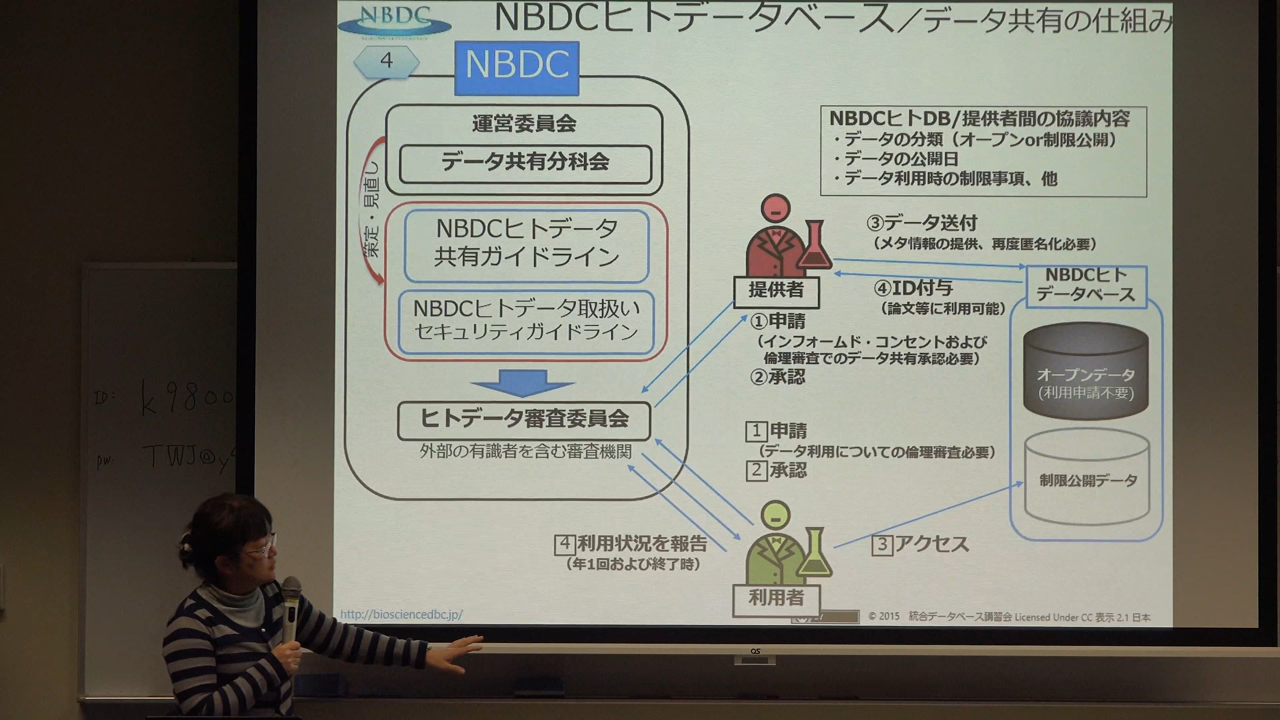 NBDC
NBDCヒトデータベース／データ共有の仕組み
4
NBDC
運営委員会
データ共有分科会
策定・見直し
NBDCヒトデータ
共有ガイドライン
NBDCヒトデータ取扱い
セキュリティガイドライン
ヒトデータ審査委員会
外部の有識者を含む審査機関
NBDCヒトDB/提供者間の協議内容
・データの分類（オープンor制限公開）
・データの公開日
・データ利用時の制限事項、他
③データ送付
（メタ情報の提供、再度匿名化必要）
提供者
④ID付与
（論文等に利用可能）
NBDCヒト
データベース
①申請
（インフォームド・コンセントおよび
倫理審査でのデータ共有承認必要）
②承認
オープンデータ
(利用申請不要)
制限公開データ
1 申請
（データ利用についての倫理審査必要）
2 承認
4 利用状況を報告
（年1回および終了時）
3 アクセス
利用者
http://biosciencedbc.jp/
© 2015 統合データベース講習会 Licensed Under CC 表示 2.1 日本
ID: k9800
pw: